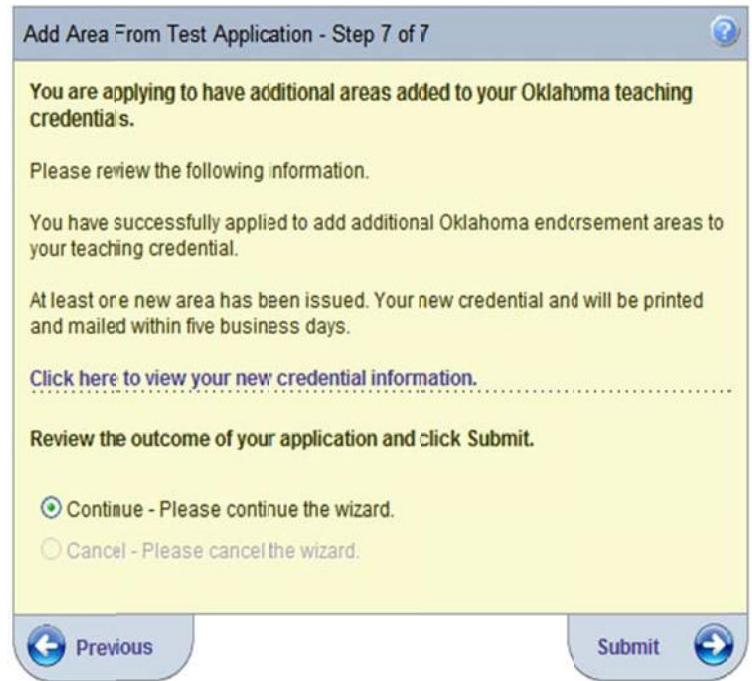 Add Area From Test Application - Step 7 of 7
You are applying to have additional areas added to your Oklahoma teaching
credentials.
Please review the following information.
You have successfully applied to add additional Oklahoma endorsement areas to
your teaching credential.
At least one new area has been issued. Your new credential and will be printed
and mailed within five business days.
Click here to view your new credential information.
Review the outcome of your application and click Submit.
Continue - Please continue the wizard.
Cancel - Please cancel the wizard.
Previous
Submit